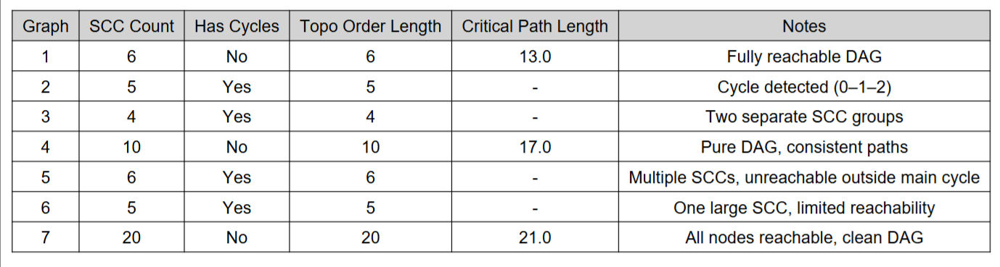 Graph SCC Count Has Cycles Topo Order Length Critical Path Length Notes
1 6 No 6 13.0 Fully reachable DAG
2 5 Yes 5 - Cycle detected (0–1–2)
3 4 Yes 4 - Two separate SCC groups
4 10 No 10 17.0 Pure DAG, consistent paths
5 6 Yes 6 - Multiple SCCs, unreachable outside main cycle
6 5 Yes 5 - One large SCC, limited reachability
7 20 No 20 21.0 All nodes reachable, clean DAG